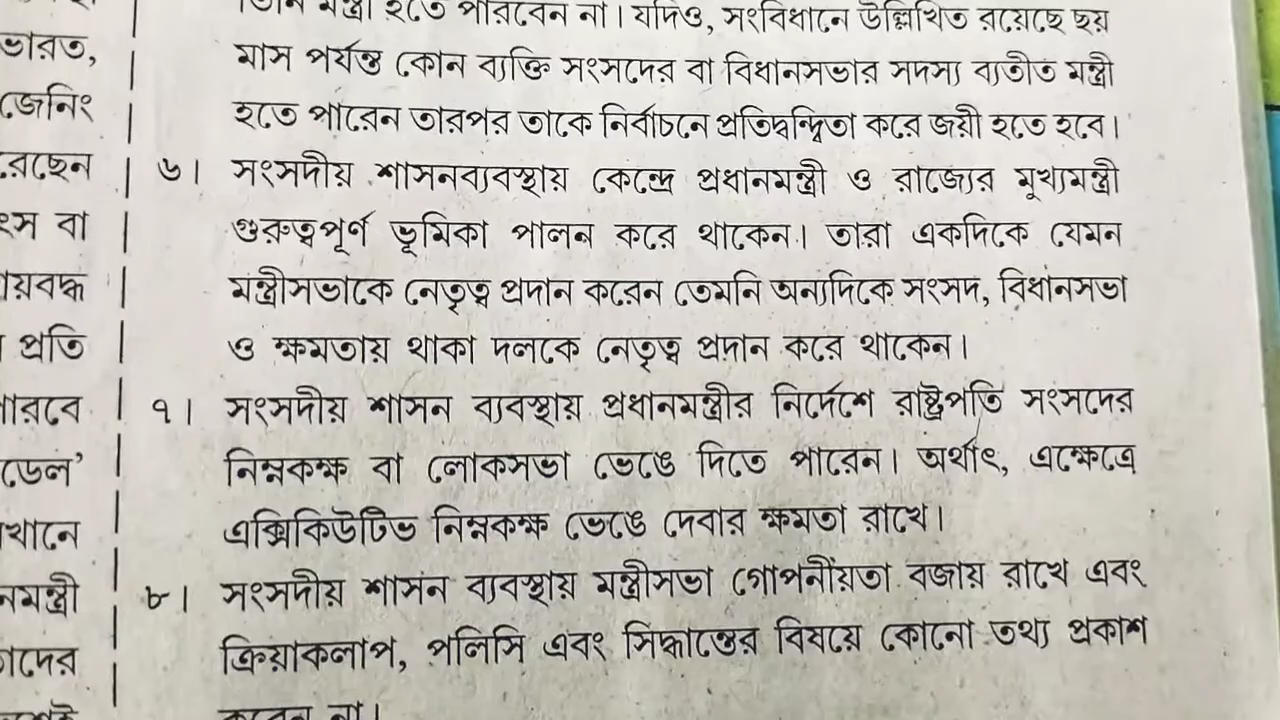 তিনি মন্ত্রী হতে পারবেন না। যদিও, সংবিধানে উল্লিখিত রয়েছে ছয়
মাস পর্যন্ত কোন ব্যক্তি সংসদের বা বিধানসভার সদস্য ব্যতীত মন্ত্রী
হতে পারেন তারপর তাকে নির্বাচনে প্রতিদ্বন্দ্বিতা করে জয়ী হতে হবে।
৬। সংসদীয় শাসনব্যবস্থায় কেন্দ্রে প্রধানমন্ত্রী ও রাজ্যের মুখ্যমন্ত্রী
গুরুত্বপূর্ণ ভূমিকা পালন করে থাকেন। তারা একদিকে যেমন
মন্ত্রীসভাকে নেতৃত্ব প্রদান করেন তেমনি অন্যদিকে সংসদ, বিধানসভা
ও ক্ষমতায় থাকা দলকে নেতৃত্ব প্রদান করে থাকেন।
৭। সংসদীয় শাসন ব্যবস্থায় প্রধানমন্ত্রীর নির্দেশে রাষ্ট্রপতি সংসদের
নিম্নকক্ষ বা লোকসভা ভেঙে দিতে পারেন। অর্থাৎ, এক্ষেত্রে
এক্সিকিউটিভ নিম্নকক্ষ ভেঙে দেবার ক্ষমতা রাখে।
৮। সংসদীয় শাসন ব্যবস্থায় মন্ত্রীসভা গোপনীয়তা বজায় রাখে এবং
ক্রিয়াকলাপ, পলিসি এবং সিদ্ধান্তের বিষয়ে কোনো তথ্য প্রকাশ
করেন না।
ভারত,
বা
প্রতি